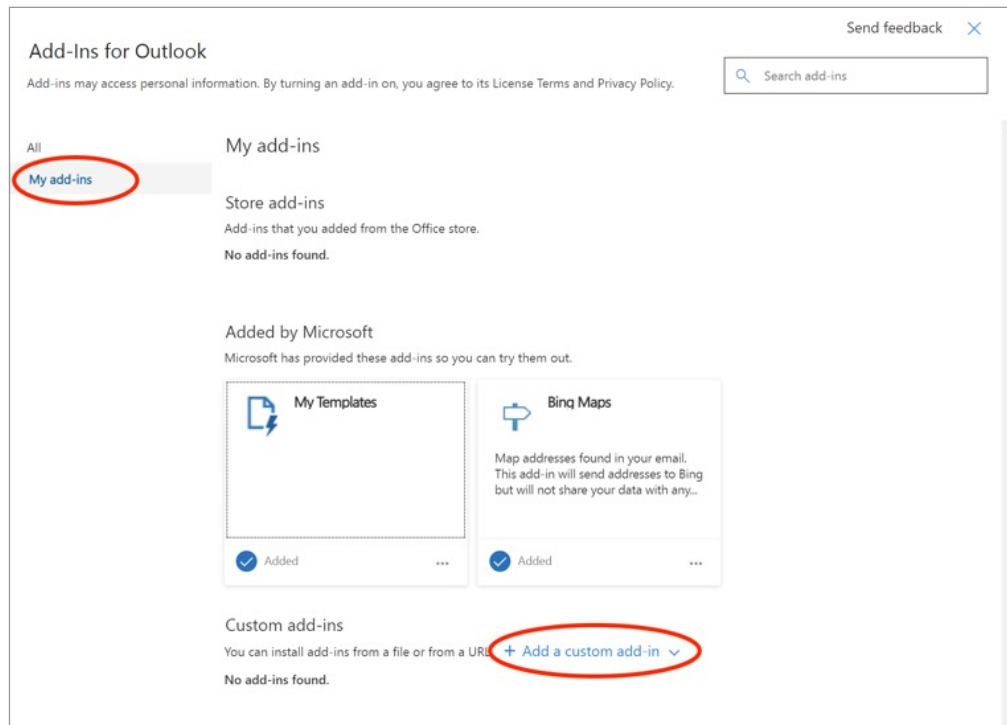 Send feedback
Add-Ins for Outlook
Add-ins may access personal information. By turning an add-in on, you agree to its License Terms and Privacy Policy.
Search add-ins
All
My add-ins
My add-ins
Store add-ins
Add-ins that you added from the Office store.
No add-ins found.
Added by Microsoft
Microsoft has provided these add-ins so you can try them out.
My Templates
Added
Bing Maps
Map addresses found in your email.
This add-in will send addresses to Bing
but will not share your data with any...
Added
Custom add-ins
You can install add-ins from a file or from a URL + Add a custom add-in
No add-ins found.